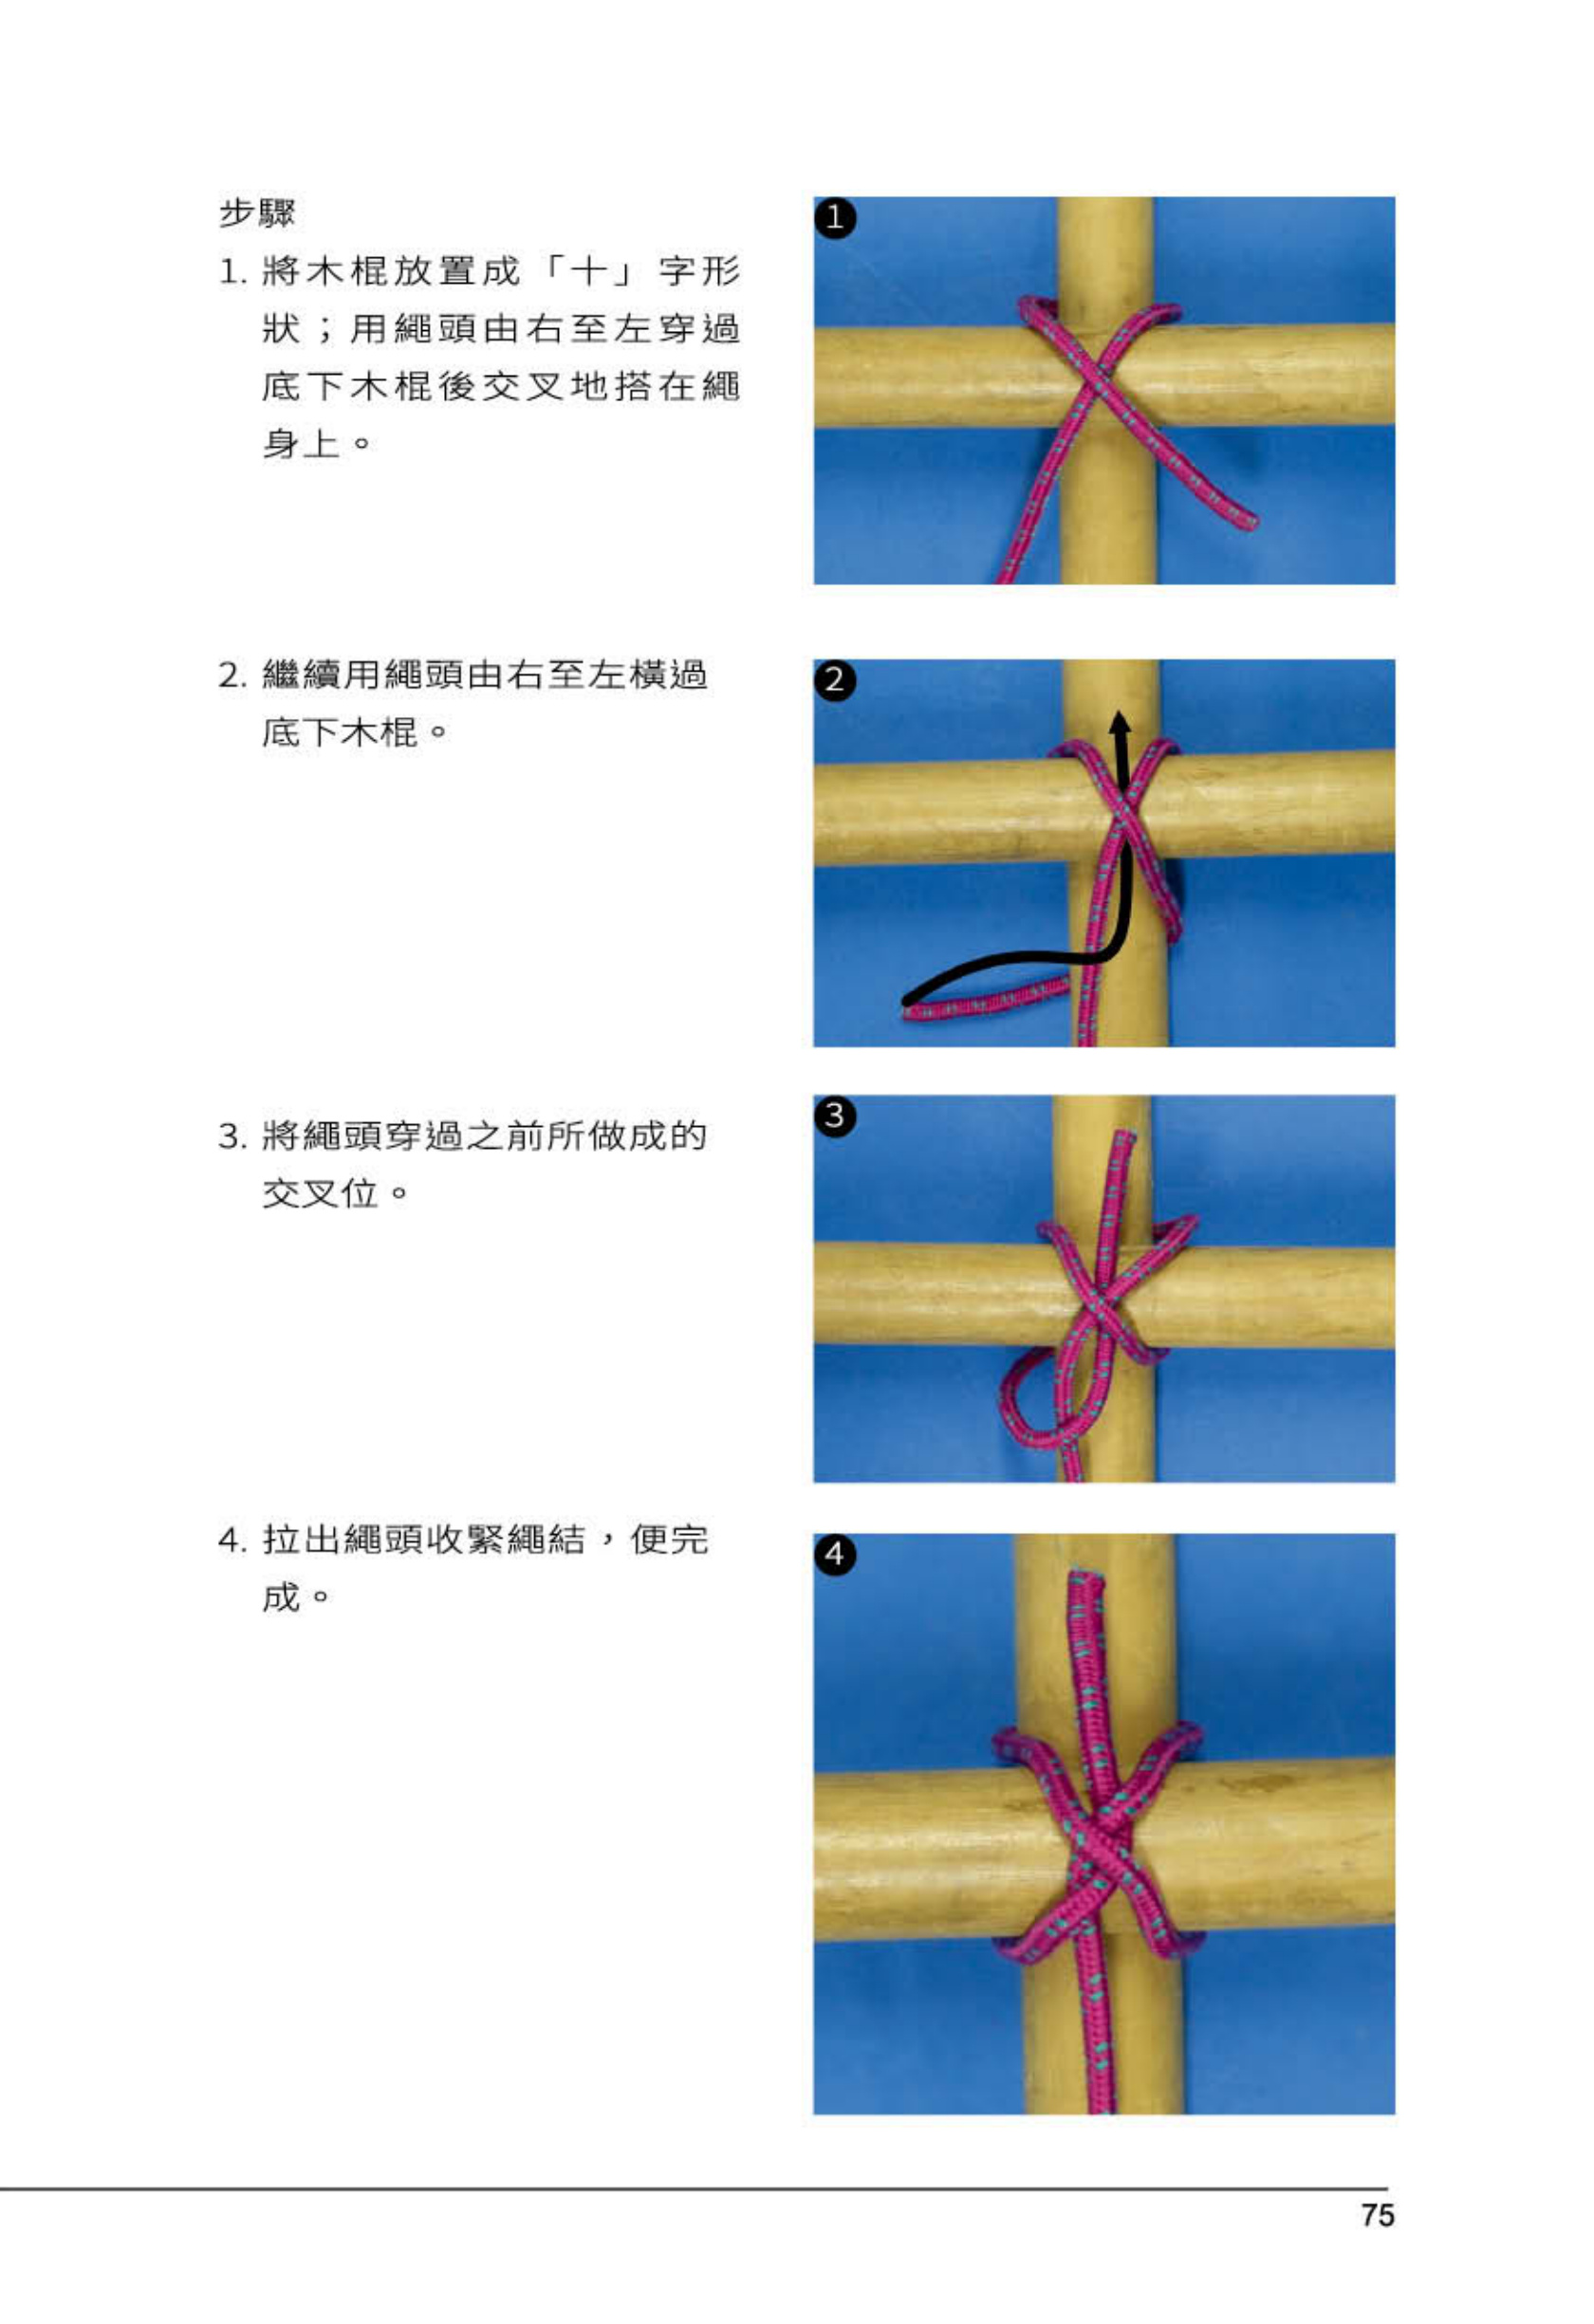 步驟
1. 將木棍放置成「十」字形
狀；用繩頭由右至左穿過
底下木棍後交叉地搭在繩
身上。
1
2. 繼續用繩頭由右至左橫過
底下木棍。
2
3. 將繩頭穿過之前所做成的
交叉位。
3
4. 拉出繩頭收緊繩結，便完
成。
4
75